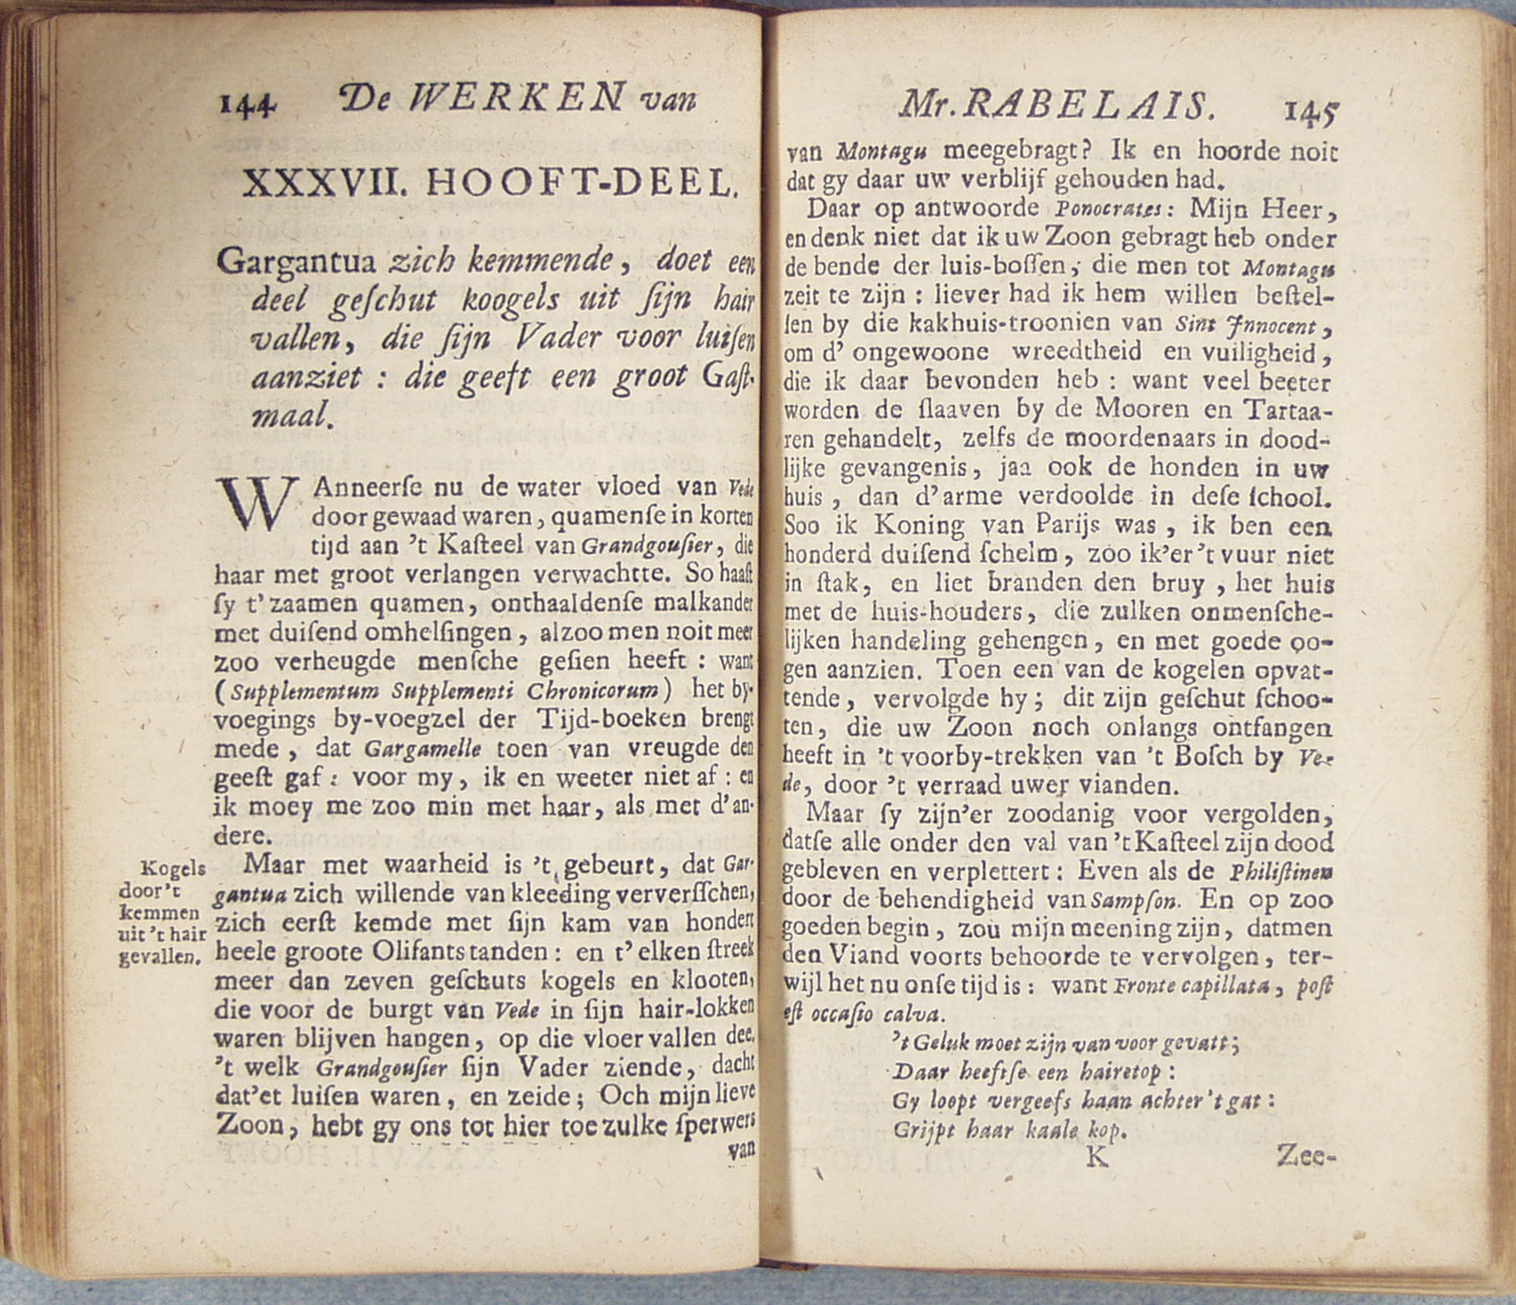 144 De WERKEN van
XXXVII. HOOFT-DEEL.
Gargantua zich kemmende, doet een
deel geſchut koogels uit ſijn hair
vallen, die ſijn Vader voor luiſen
aanziet : die geeft een groot Gaſt-
maal.
WAnneerſe nu de water vloed van Vede
door gewaad waren, quamenſe in korten
tijd aan 't Kaſteel van Grandgouſier, die
haar met groot verlangen verwachtte. So haaſt
ſy t' zaamen quamen, onthaaldenſe malkander
met duiſend omhelſingen, alzoo men noit meer
zoo verheugde menſche geſien heeft : want
(Supplementum Supplementi Chronicorum) het by-
voegings by-voegzel der Tijd-boeken brengt
mede, dat Gargamelle toen van vreugde den
geeſt gaf : voor my, ik en weeter niet af : en
ik moey me zoo min met haar, als met d'an-
dere.
Maar met waarheid is 't gebeurt, dat Gar-
gantua zich willende van kleeding ververſſchen,
zich eerſt kemde met ſijn kam van hondert
heele groote Olifants tanden : en t' elken ſtreek
meer dan zeven geſchuts kogels en klooten,
die voor de burgt van Vede in ſijn hair-lokken
waren blijven hangen, op die vloer vallen dee.
't welk Grandgouſier ſijn Vader ziende, dacht
dat'et luiſen waren, en zeide; Och mijn lieve
Zoon, hebt gy ons tot hier toe zulke ſperwers
van
Kogels
door't
kemmen
uit 't hair
gevallen.
Mr. RABELAIS. 145
van Montagu meegebragt? Ik en hoorde noit
dat gy daar uw verblijf gehouden had.
Daar op antwoorde Ponocrates: Mijn Heer,
en denk niet dat ik uw Zoon gebragt heb onder
de bende der luis-boſſen, die men tot Montagu
zeit te zijn : liever had ik hem willen beſtel-
len by die kakhuis-troonien van Sint Jnnocent,
om d' ongewoone wreedtheid en vuiligheid,
die ik daar bevonden heb : want veel beeter
worden de ſlaaven by de Mooren en Tartaa-
ren gehandelt, zelfs de moordenaars in dood-
lijke gevangenis, jaa ook de honden in uw
huis, dan d'arme verdoolde in deſe ſchool.
Soo ik Koning van Parijs was, ik ben een
honderd duiſend ſchelm, zoo ik'er 't vuur niet
in ſtak, en liet branden den bruy, het huis
met de huis-houders, die zulken onmenſche-
lijken handeling gehengen, en met goede oo-
gen aanzien. Toen een van de kogelen opvat-
tende, vervolgde hy; dit zijn geſchut ſchoo-
ten, die uw Zoon noch onlangs ontfangen
heeft in 't voorby-trekken van 't Boſch by Ve-
de, door 't verraad uwer vianden.
Maar ſy zijn'er zoodanig voor vergolden,
datſe alle onder den val van 't Kaſteel zijn dood
gebleven en verplettert : Even als de Philiſtinen
door de behendigheid van Sampſon. En op zoo
goeden begin, zou mijn meening zijn, datmen
den Viand voorts behoorde te vervolgen, ter-
wijl het nu onſe tijd is : want Fronte capillata, poſt
eſt occaſio calva.
't Geluk moet zijn van voor gevatt;
Daar heeftſe een hairetop :
Gy loopt vergeefs haan achter 't gat :
Grijpt haar kaale kop.
K Zee-